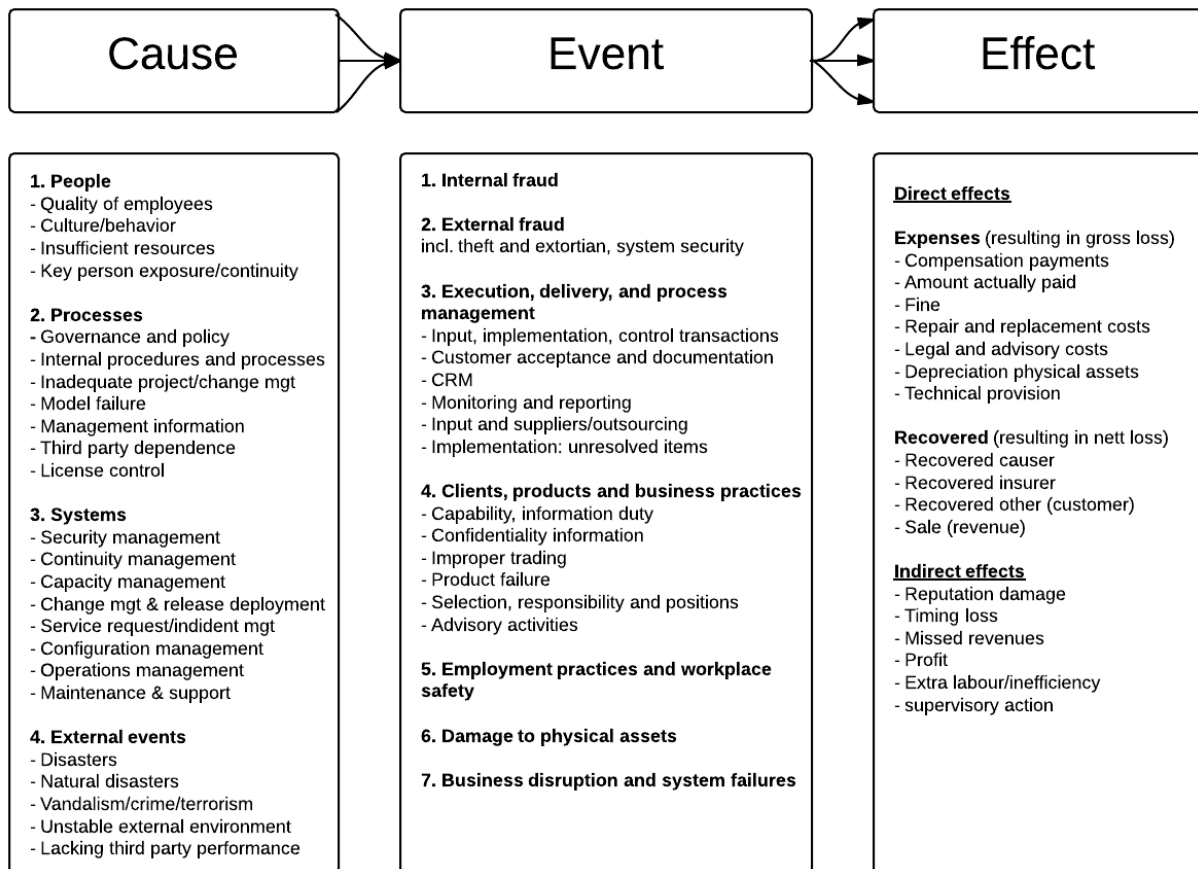 Cause
Event
Effect
1. People
- Quality of employees
- Culture/behavior
- Insufficient resources
- Key person exposure/continuity
2. Processes
- Governance and policy
- Internal procedures and processes
- Inadequate project/change mgt
- Model failure
- Management information
- Third party dependence
- License control
3. Systems
- Security management
- Continuity management
- Capacity management
- Change mgt & release deployment
- Service request/indident mgt
- Configuration management
- Operations management
- Maintenance & support
4. External events
- Disasters
- Natural disasters
- Vandalism/crime/terrorism
- Unstable external environment
- Lacking third party performance
1. Internal fraud
2. External fraud
incl. theft and extortian, system security
3. Execution, delivery, and process
management
- Input, implementation, control transactions
- Customer acceptance and documentation
- CRM
- Monitoring and reporting
- Input and suppliers/outsourcing
- Implementation: unresolved items
4. Clients, products and business practices
- Capability, information duty
- Confidentiality information
- Improper trading
- Product failure
- Selection, responsibility and positions
- Advisory activities
5. Employment practices and workplace
safety
6. Damage to physical assets
7. Business disruption and system failures
Direct effects
Expenses (resulting in gross loss)
- Compensation payments
- Amount actually paid
- Fine
- Repair and replacement costs
- Legal and advisory costs
- Depreciation physical assets
- Technical provision
Recovered (resulting in nett loss)
- Recovered causer
- Recovered insurer
- Recovered other (customer)
- Sale (revenue)
Indirect effects
- Reputation damage
- Timing loss
- Missed revenues
- Profit
- Extra labour/inefficiency
- supervisory action